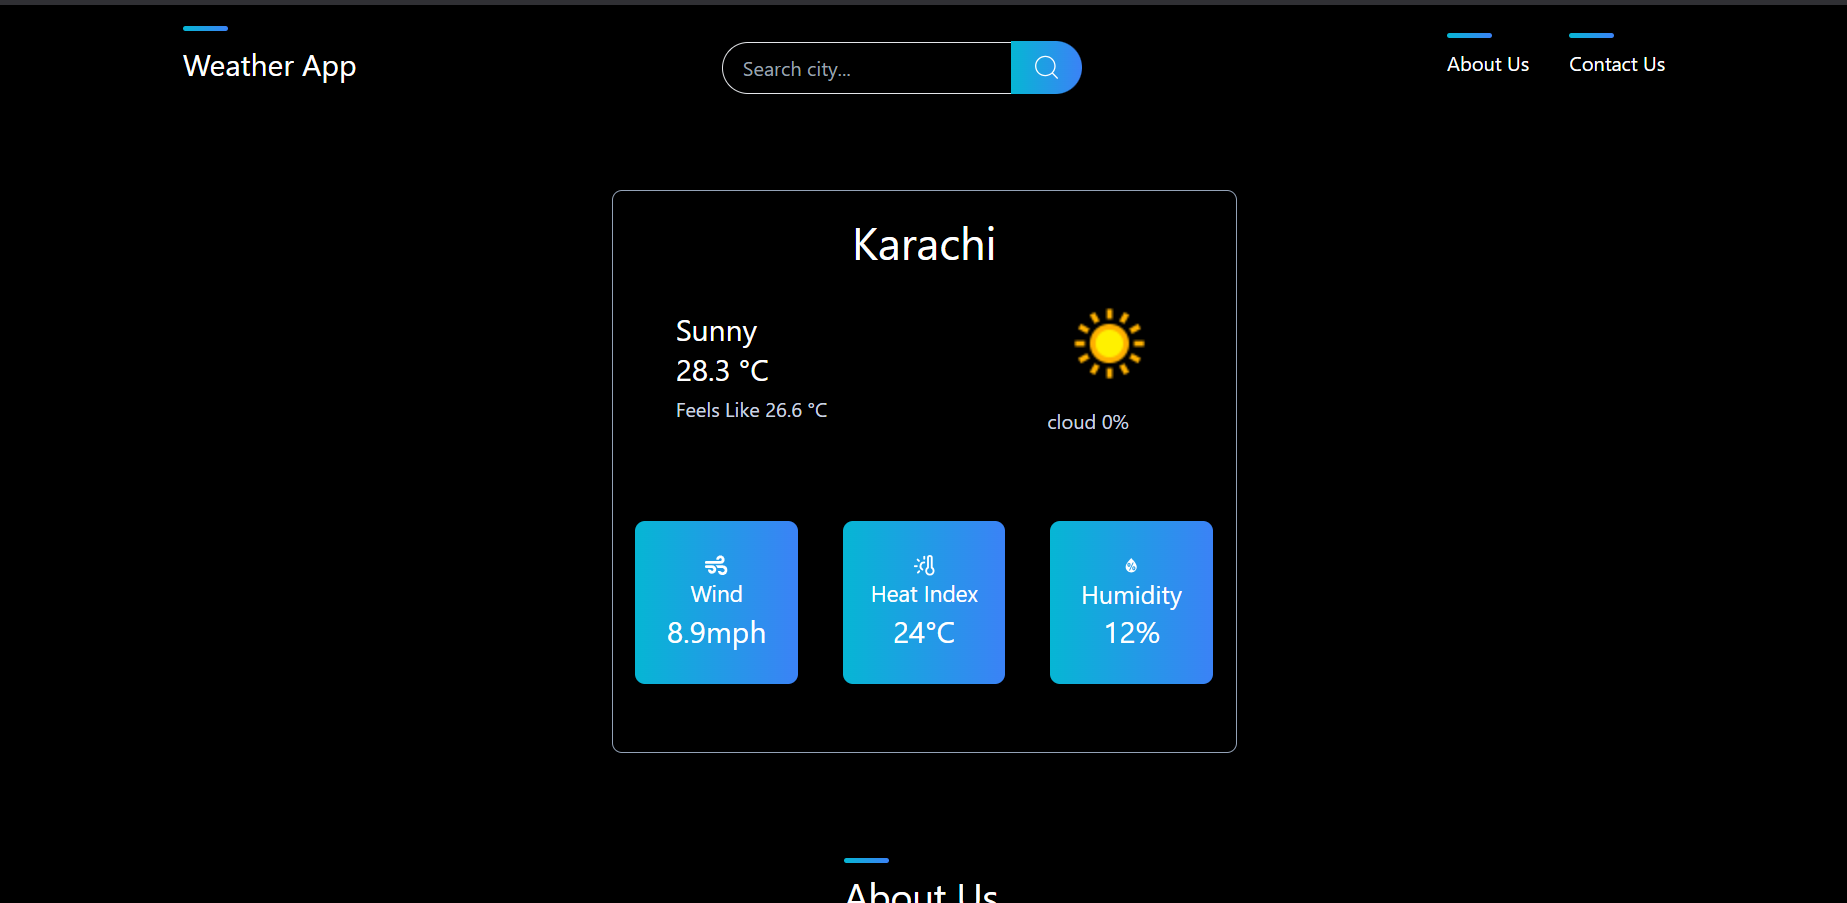 Weather App
Search city...
About Us
Contact Us
Karachi
Sunny
28.3 °C
Feels Like 26.6 °C
cloud 0%
Wind
8.9mph
Heat Index
24°C
Humidity
12%
About Us